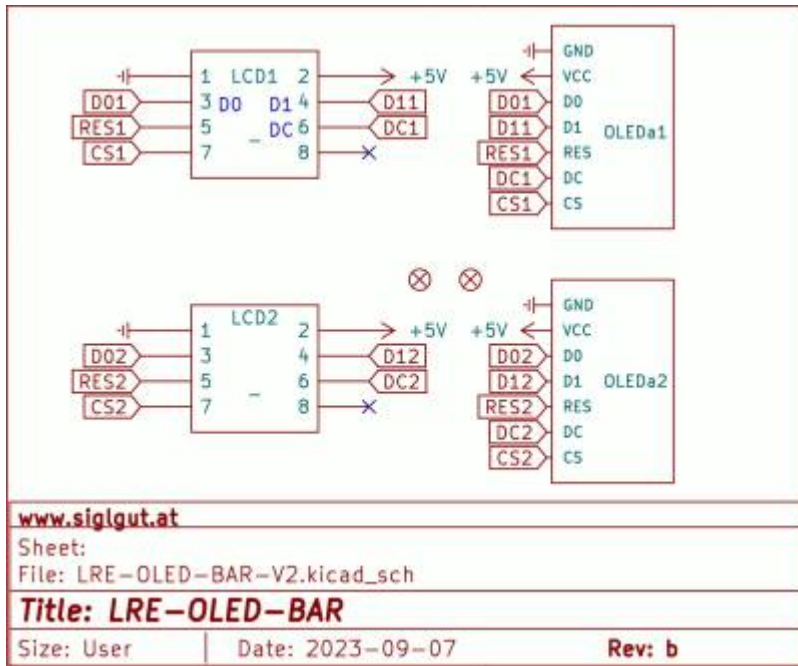 GND
1 LCD1 2 +5V +5V VCC
D01 3 D0 D1 4 D11 D01 D0
RES1 5 DC 6 DC1 D11 D1 OLEDa1
CS1 7 _ 8 RES1 RES
DC1 DC
CS1 CS
GND
1 LCD2 2 +5V +5V VCC
D02 3 4 D12 D02 D0
RES2 5 6 DC2 D12 D1 OLEDa2
CS2 7 _ 8 RES2 RES
DC2 DC
CS2 CS
www.siglgut.at
Sheet:
File: LRE-OLED-BAR-V2.kicad_sch
Title: LRE-OLED-BAR
Size: User Date: 2023-09-07 Rev: b